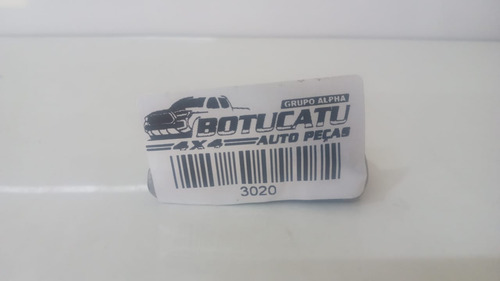 GRUPO ALPHA
BOTUCATU
4X4 AUTO PEÇAS
3020